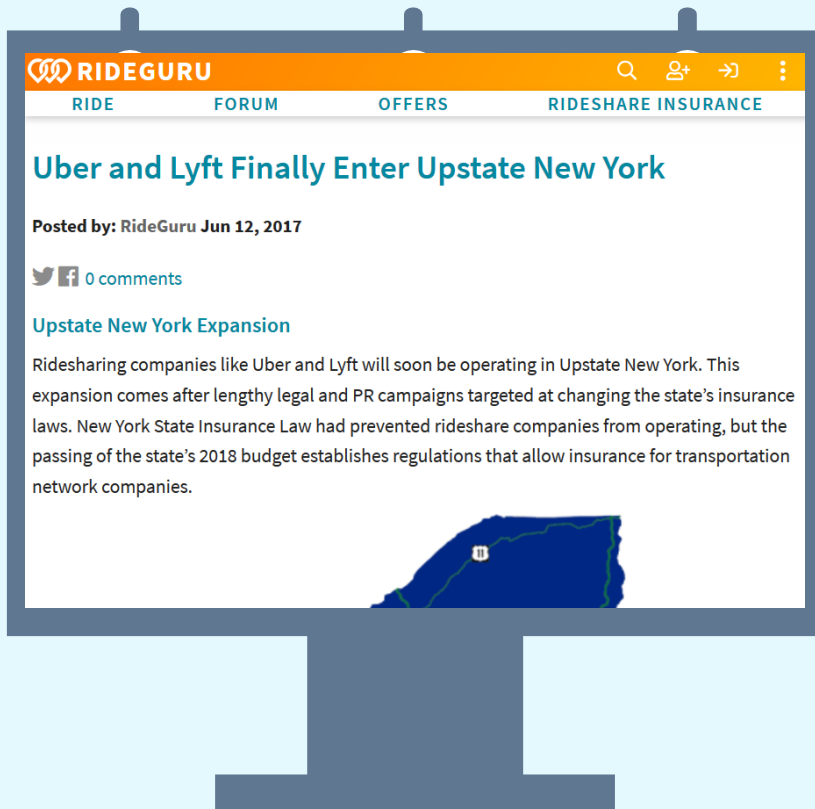 RIDEGURU
RIDE FORUM OFFERS RIDESHARE INSURANCE
Uber and Lyft Finally Enter Upstate New York
Posted by: RideGuru Jun 12, 2017
0 comments
Upstate New York Expansion
Ridesharing companies like Uber and Lyft will soon be operating in Upstate New York. This
expansion comes after lengthy legal and PR campaigns targeted at changing the state’s insurance
laws. New York State Insurance Law had prevented rideshare companies from operating, but the
passing of the state’s 2018 budget establishes regulations that allow insurance for transportation
network companies.
11